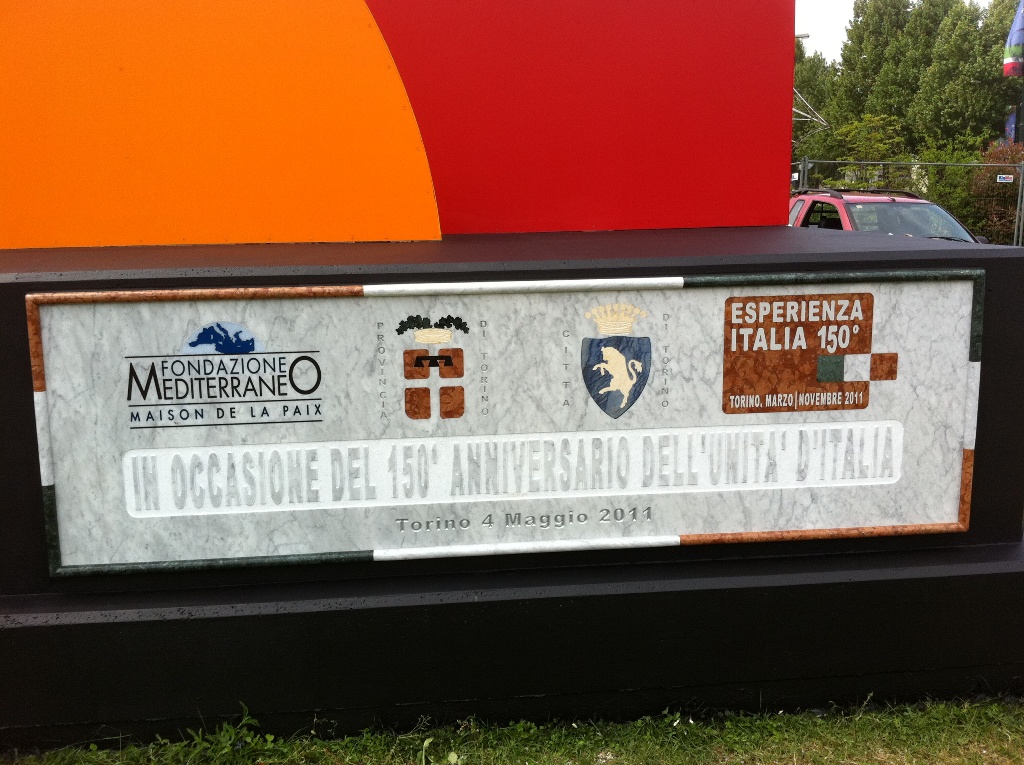 FONDAZIONE
MEDITERRANEO
MAISON DE LA PAIX
PROVINCIA
DI TORINO
CITTA
DI TORINO
ESPERIENZA
ITALIA 150°
TORINO, MARZO | NOVEMBRE 2011
IN OCCASIONE DEL 150° ANNIVERSARIO DELL'UNITA' D'ITALIA
Torino 4 Maggio 2011